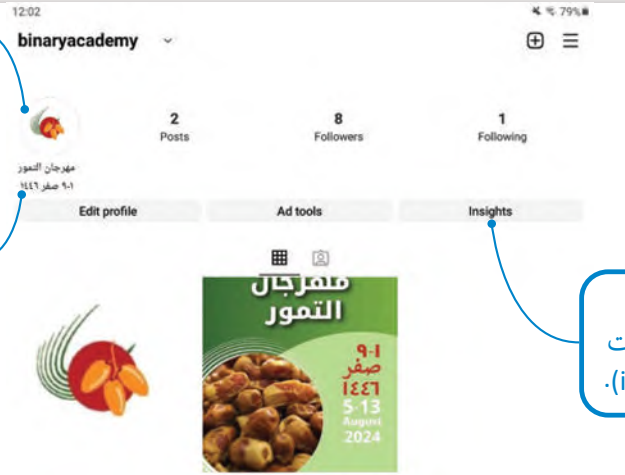 12:02
79%
binaryacademy
2
8
1
Posts
Followers
Following
مهرجان التمور
١-٩ صفر ١٤٤٦
Edit profile
Ad tools
Insights
مهرجان
التمور
١-٩
صفر
١٤٤٦
5-13
August
2024